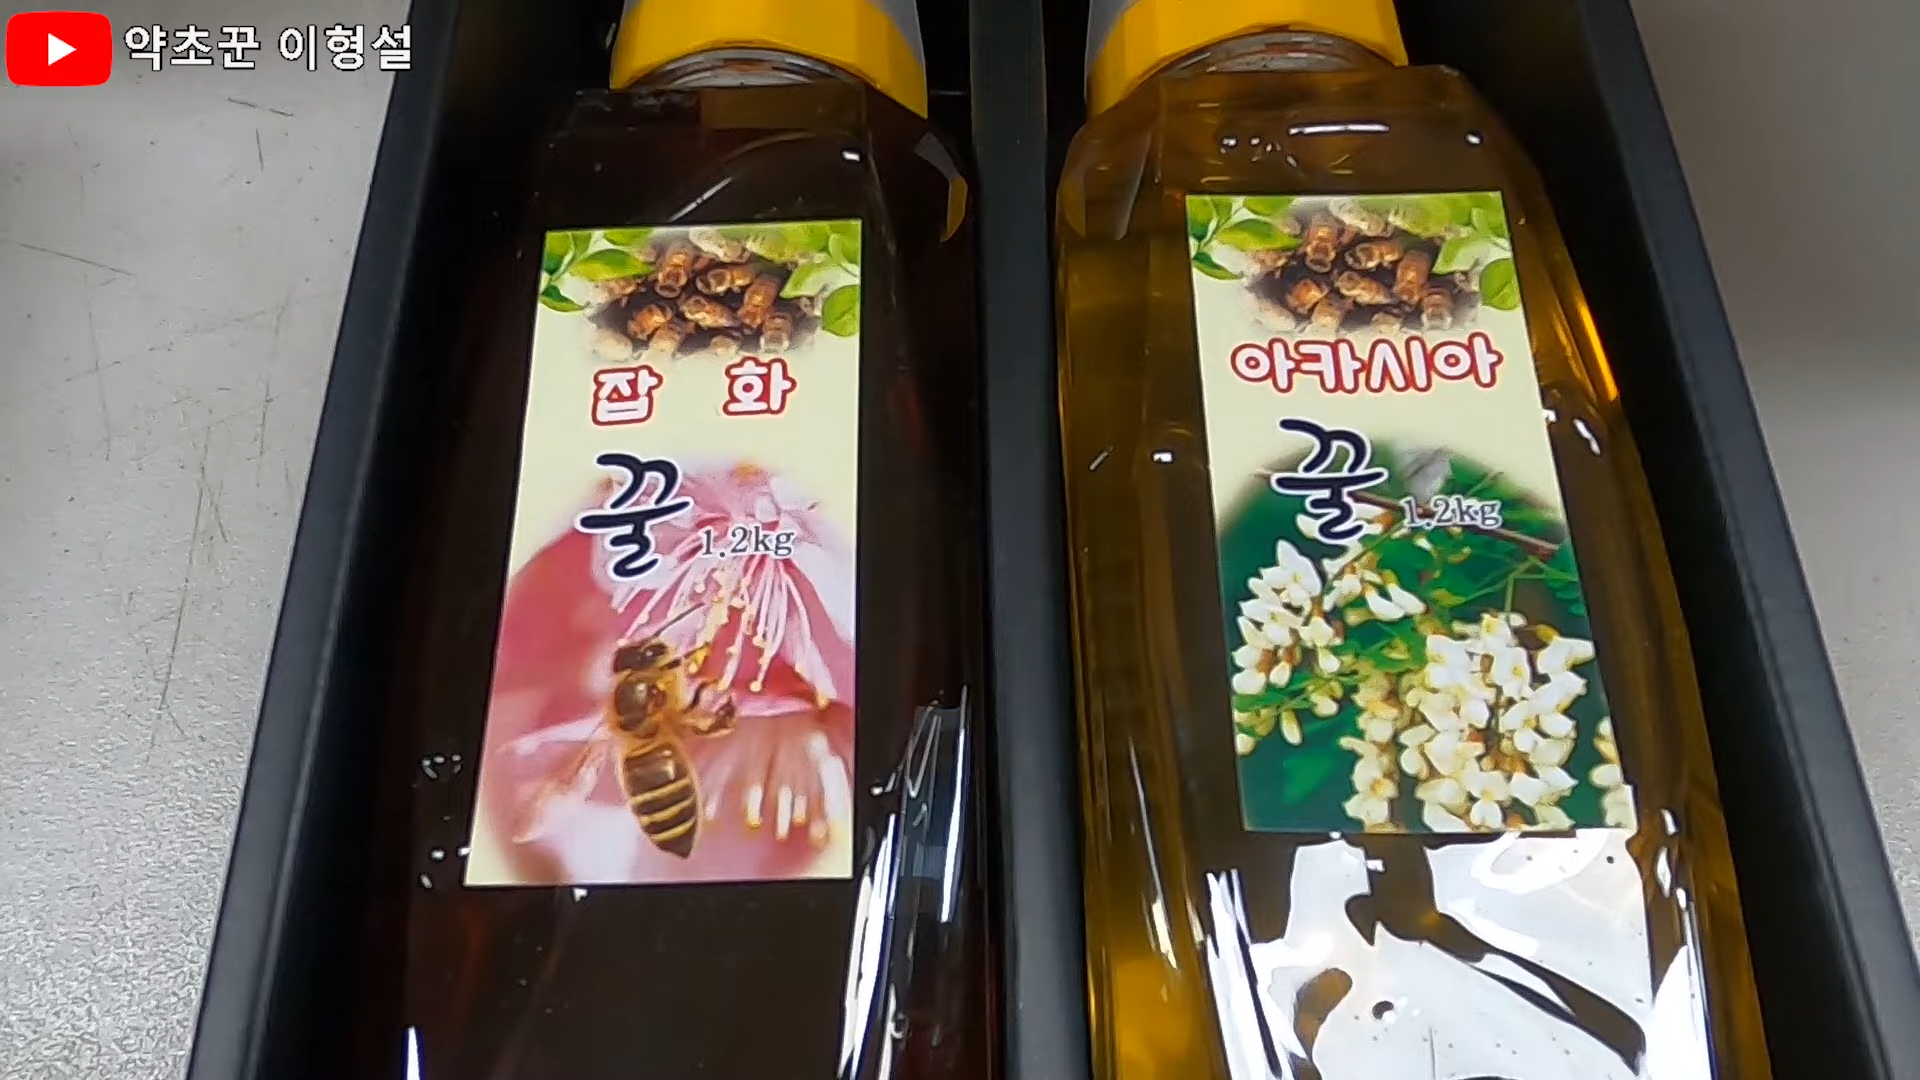 약초꾼 이형설
잡 화
꿀 1.2kg
아카시아
꿀 1.2kg